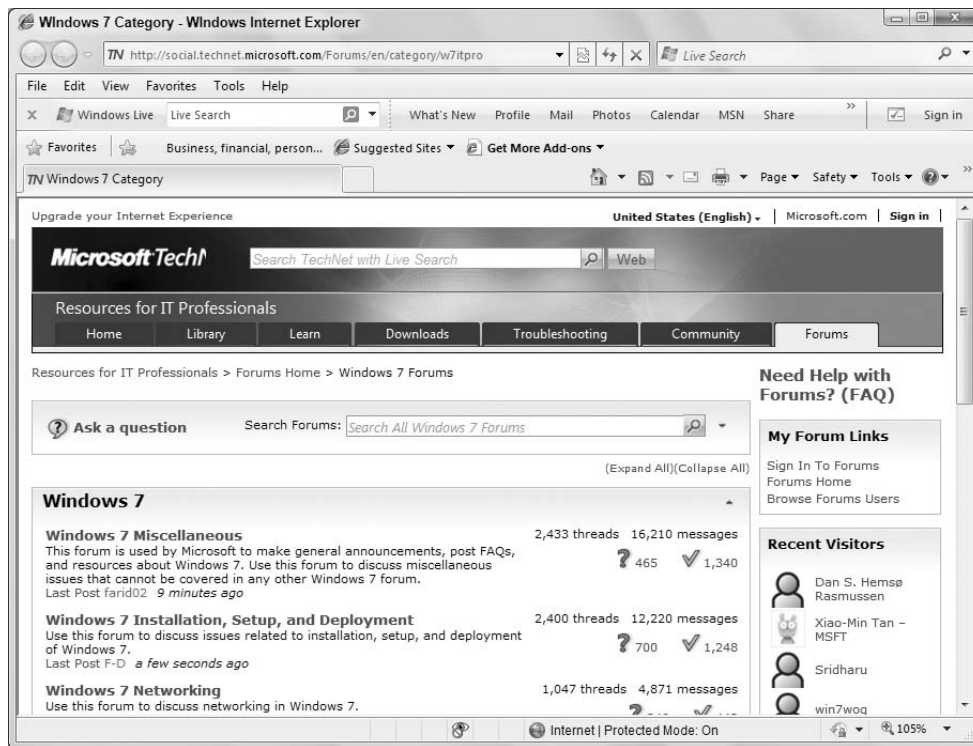 WIndows 7 Category - WIndows Internet Explorer
TN http://social.technet.microsoft.com/Forums/en/category/w7itpro
Live Search
File Edit View Favorites Tools Help
Windows Live Live Search What's New Profile Mail Photos Calendar MSN Share » Sign in
Favorites Business, financial, person... Suggested Sites Get More Add-ons
TN Windows 7 Category
Page Safety Tools »
Upgrade your Internet Experience
United States (English) | Microsoft.com | Sign in |
Microsoft TechN
Search TechNet with Live Search
Web
Resources for IT Professionals
Home Library Learn Downloads Troubleshooting Community Forums
Resources for IT Professionals > Forums Home > Windows 7 Forums
Ask a question
Search Forums: Search All Windows 7 Forums
(Expand All)(Collapse All)
Windows 7
Windows 7 Miscellaneous
2,433 threads 16,210 messages
This forum is used by Microsoft to make general announcements, post FAQs,
and resources about Windows 7. Use this forum to discuss miscellaneous
issues that cannot be covered in any other Windows 7 forum.
465 1,340
Last Post farid02 9 minutes ago
Windows 7 Installation, Setup, and Deployment
2,400 threads 12,220 messages
Use this forum to discuss issues related to installation, setup, and deployment
of Windows 7.
700 1,248
Last Post F-D a few seconds ago
Windows 7 Networking
1,047 threads 4,871 messages
Use this forum to discuss networking in Windows 7.
Need Help with
Forums? (FAQ)
My Forum Links
Sign In To Forums
Forums Home
Browse Forums Users
Recent Visitors
Dan S. Hemsø
Rasmussen
Xiao-Min Tan –
MSFT
Sridharu
win7wog
Internet | Protected Mode: On
105%